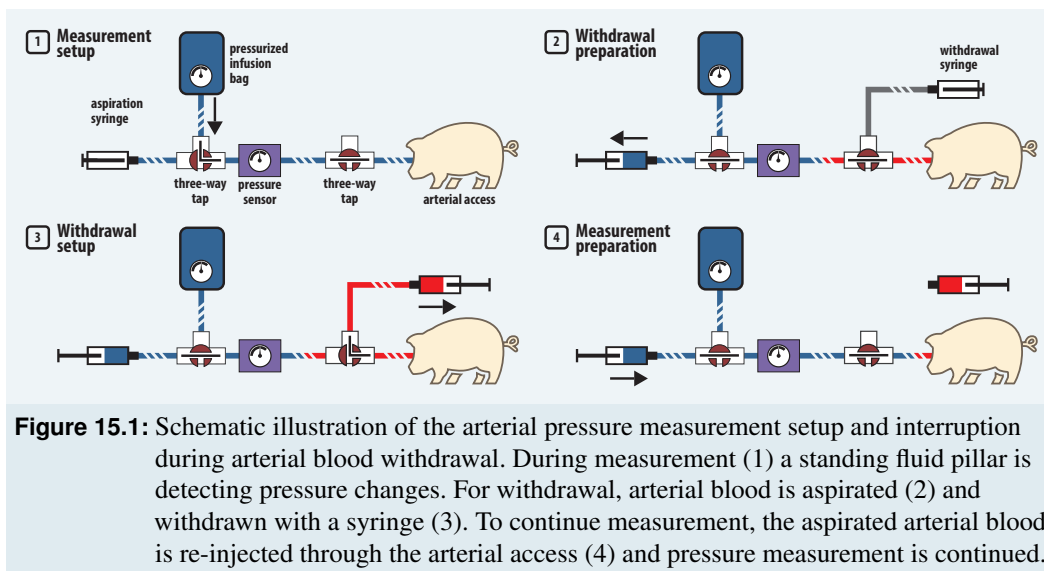 1 Measurement
setup
pressurized
infusion
bag
aspiration
syringe
three-way
tap
pressure
sensor
three-way
tap
arterial access
2 Withdrawal
preparation
withdrawal
syringe
3 Withdrawal
setup
4 Measurement
preparation
Figure 15.1: Schematic illustration of the arterial pressure measurement setup and interruption
during arterial blood withdrawal. During measurement (1) a standing fluid pillar is
detecting pressure changes. For withdrawal, arterial blood is aspirated (2) and
withdrawn with a syringe (3). To continue measurement, the aspirated arterial blood
is re-injected through the arterial access (4) and pressure measurement is continued.